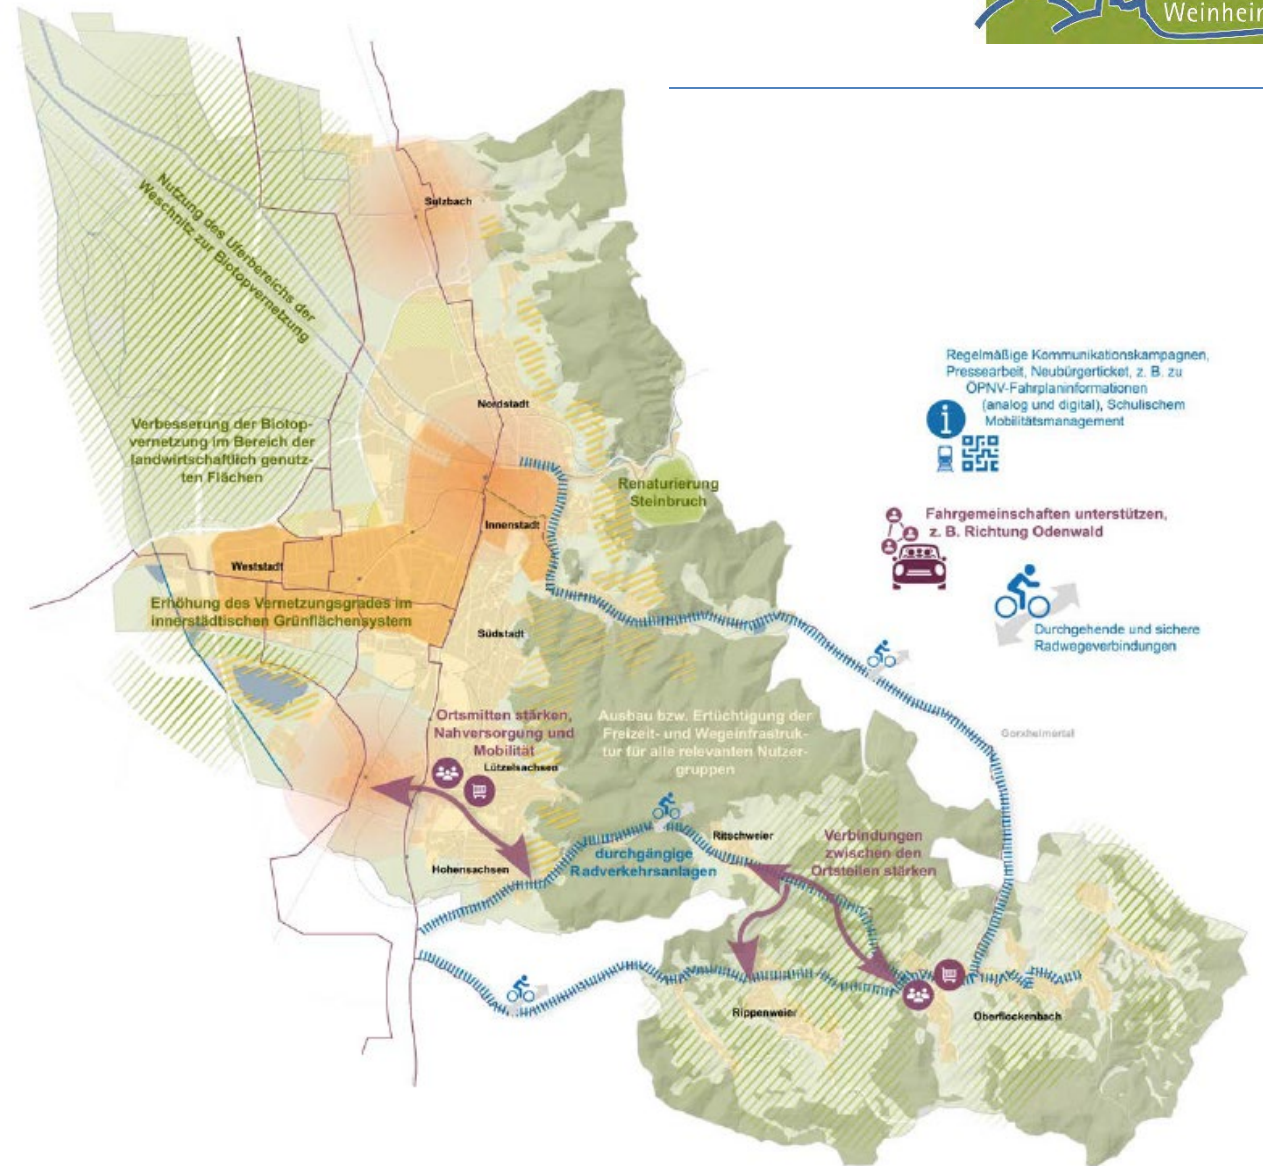 Weinheim
Sulzbach
Nutzung des Uferbereichs der
Weschnitz zur Biotopvernetzung
Regelmäßige Kommunikationskampagnen,
Pressearbeit, Neubürgerticket, z. B. zu
ÖPNV-Fahrplaninformationen
(analog und digital), Schulischem
Mobilitätsmanagement
Nordstadt
Verbesserung der Biotop-
vernetzung im Bereich der
landwirtschaftlich genutz-
ten Flächen
Renaturierung
Steinbruch
Innenstadt
Fahrgemeinschaften unterstützen,
z. B. Richtung Odenwald
Weststadt
Erhöhung des Vernetzungsgrades im
innerstädtischen Grünflächensystem
Südstadt
Durchgehende und sichere
Radwegeverbindungen
Ortsmitten stärken,
Nahversorgung und
Mobilität
Ausbau bzw. Ertüchtigung der
Freizeit- und Wegeinfrastruk-
tur für alle relevanten Nutzer-
gruppen
Gorxheimertal
Lützelsachsen
Ritschweier
Verbindungen
zwischen den
Ortsteilen stärken
durchgängige
Radverkehrsanlagen
Hohensachsen
Rippenweier
Oberflockenbach